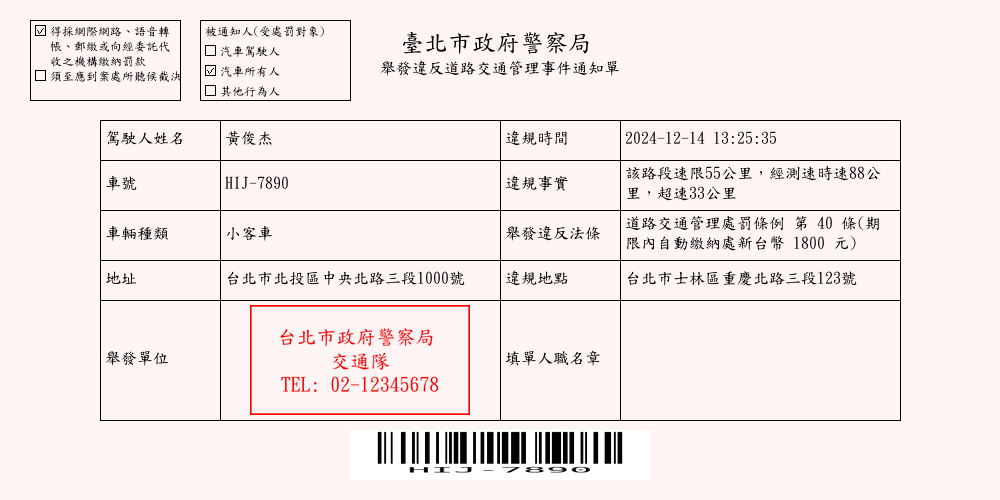 得採網際網路、語音轉
帳、郵繳或向經委託代
收之機構繳納罰款
須至應到案處所聽候裁決
被通知人(受處罰對象)
汽車駕駛人
汽車所有人
其他行為人
臺北市政府警察局
舉發違反道路交通管理事件通知單
駕駛人姓名
黃俊杰
違規時間
2024-12-14 13:25:35
車號
HIJ-7890
違規事實
該路段速限55公里，經測速時速88公
里，超速33公里
車輛種類
小客車
舉發違反法條
道路交通管理處罰條例 第 40 條(期
限內自動繳納處新台幣 1800 元)
地址
台北市北投區中央北路三段1000號
違規地點
台北市士林區重慶北路三段123號
舉發單位
台北市政府警察局
交通隊
TEL: 02-12345678
填單人職名章
HIJ-7890